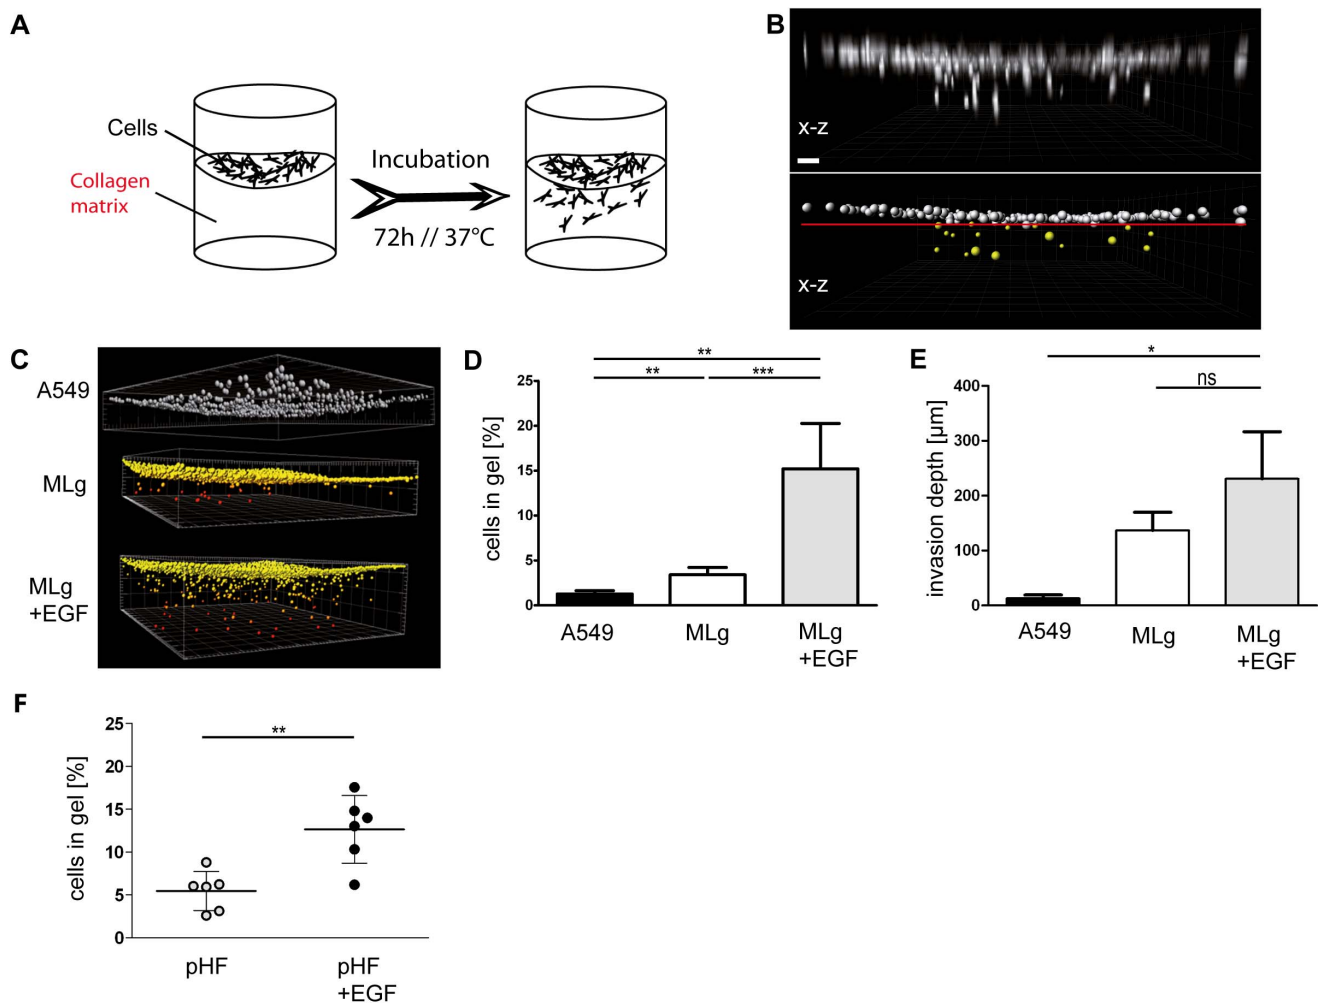 A
Cells
Collagen
matrix
Incubation
72h // 37°C
B
x-z
x-z
C
A549
MLg
MLg
+EGF
D
**
**
***
cells in gel [%]
25
20
15
10
5
0
A549
MLg
MLg
+EGF
E
*
ns
invasion depth [µm]
400
300
200
100
0
A549
MLg
MLg
+EGF
F
**
cells in gel [%]
25
20
15
10
5
0
pHF
pHF
+EGF